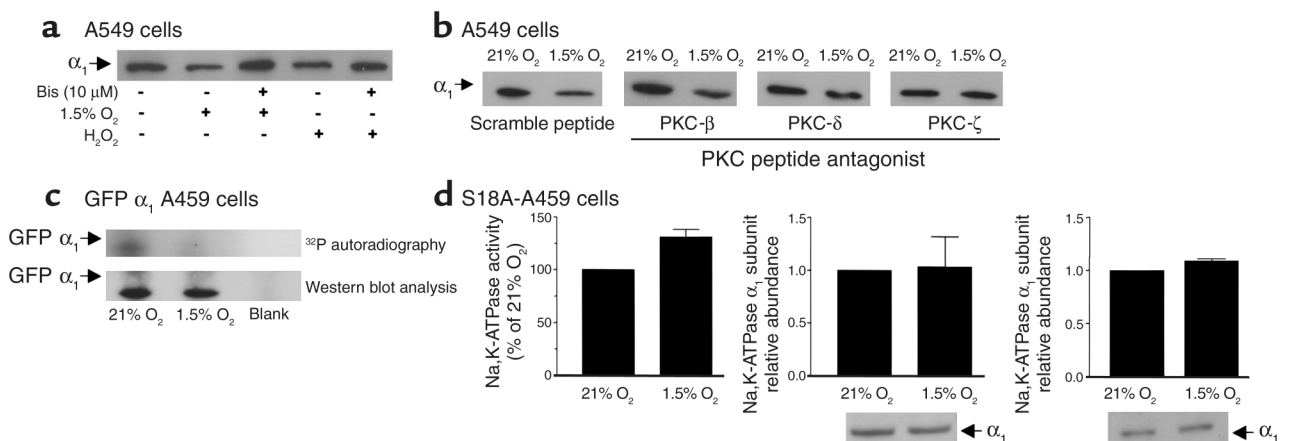 a A549 cells
α1
Bis (10 μM) - - + - +
1.5% O2 - + + - -
H2O2 - - - + +
b A549 cells
21% O2 1.5% O2 21% O2 1.5% O2 21% O2 1.5% O2 21% O2 1.5% O2
α1
Scramble peptide PKC-β PKC-δ PKC-ζ
PKC peptide antagonist
c GFP α1 A459 cells
GFP α1 32P autoradiography
GFP α1 Western blot analysis
21% O2 1.5% O2 Blank
d S18A-A459 cells
Na,K-ATPase activity
(% of 21% O2)
150
100
50
0
21% O2 1.5% O2
Na,K-ATPase α1 subunit
relative abundance
1.5
1.0
0.5
0.0
21% O2 1.5% O2
α1
Na,K-ATPase α1 subunit
relative abundance
1.5
1.0
0.5
0.0
21% O2 1.5% O2
α1